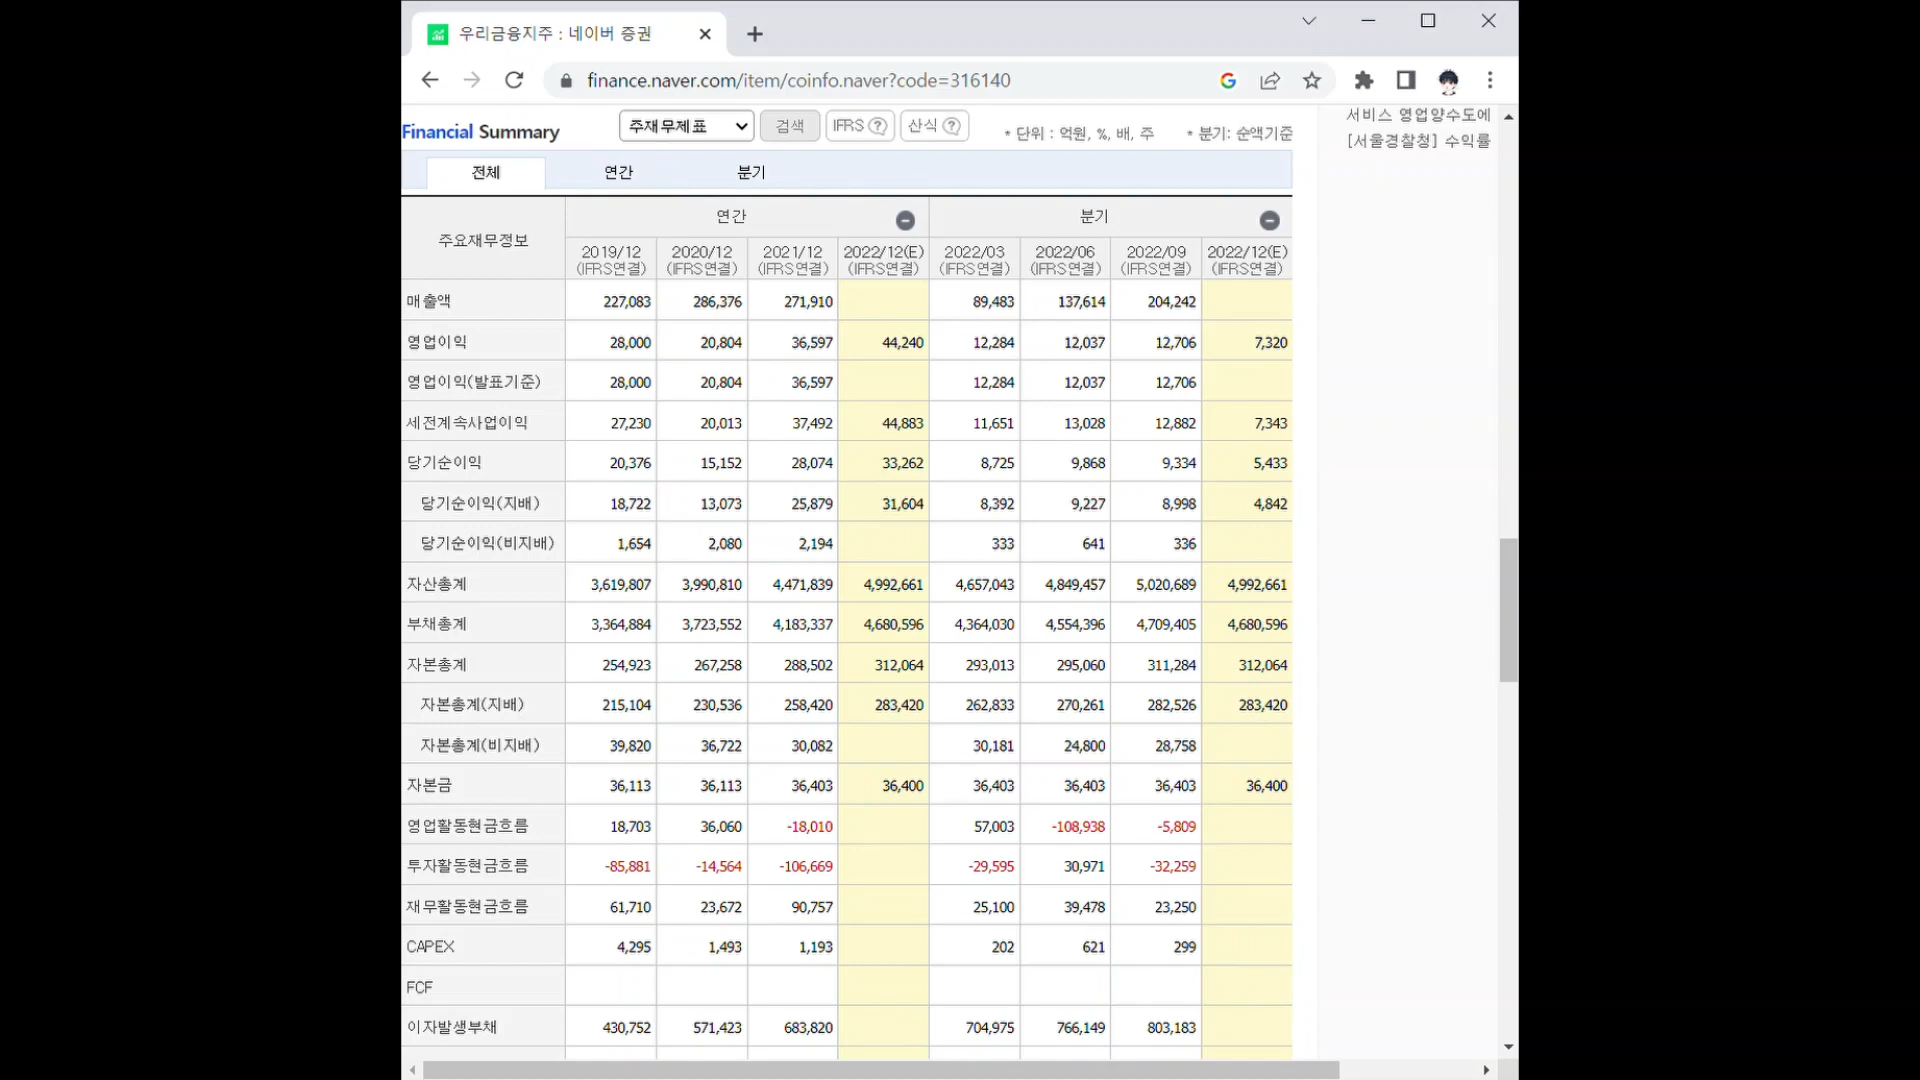 우리금융지주 : 네이버 증권
finance.naver.com/item/coinfo.naver?code=316140
서비스 영업양수도에
[서울경찰청] 수익률
Financial Summary 주재무제표 검색 IFRS ? 산식 ? * 단위 : 억원, %, 배, 주 * 분기: 순액기준
전체 연간 분기
주요재무정보 연간 분기
2019/12 2020/12 2021/12 2022/12(E) 2022/03 2022/06 2022/09 2022/12(E)
(IFRS연결) (IFRS연결) (IFRS연결) (IFRS연결) (IFRS연결) (IFRS연결) (IFRS연결) (IFRS연결)
매출액 227,083 286,376 271,910 89,483 137,614 204,242
영업이익 28,000 20,804 36,597 44,240 12,284 12,037 12,706 7,320
영업이익(발표기준) 28,000 20,804 36,597 12,284 12,037 12,706
세전계속사업이익 27,230 20,013 37,492 44,883 11,651 13,028 12,882 7,343
당기순이익 20,376 15,152 28,074 33,262 8,725 9,868 9,334 5,433
당기순이익(지배) 18,722 13,073 25,879 31,604 8,392 9,227 8,998 4,842
당기순이익(비지배) 1,654 2,080 2,194 333 641 336
자산총계 3,619,807 3,990,810 4,471,839 4,992,661 4,657,043 4,849,457 5,020,689 4,992,661
부채총계 3,364,884 3,723,552 4,183,337 4,680,596 4,364,030 4,554,396 4,709,405 4,680,596
자본총계 254,923 267,258 288,502 312,064 293,013 295,060 311,284 312,064
자본총계(지배) 215,104 230,536 258,420 283,420 262,833 270,261 282,526 283,420
자본총계(비지배) 39,820 36,722 30,082 30,181 24,800 28,758
자본금 36,113 36,113 36,403 36,400 36,403 36,403 36,403 36,400
영업활동현금흐름 18,703 36,060 -18,010 57,003 -108,938 -5,809
투자활동현금흐름 -85,881 -14,564 -106,669 -29,595 30,971 -32,259
재무활동현금흐름 61,710 23,672 90,757 25,100 39,478 23,250
CAPEX 4,295 1,493 1,193 202 621 299
FCF
이자발생부채 430,752 571,423 683,820 704,975 766,149 803,183